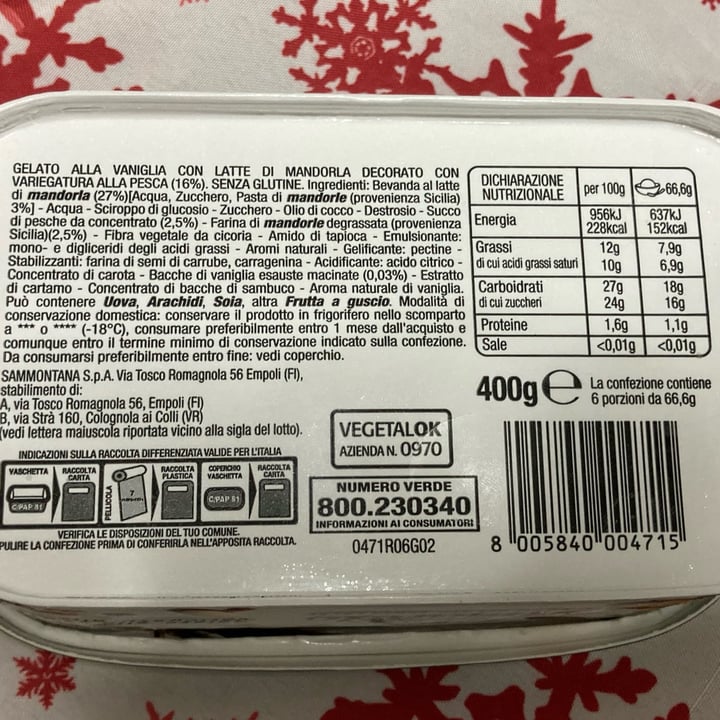 GELATO ALLA VANIGLIA CON LATTE DI MANDORLA DECORATO CON
VARIEGATURA ALLA PESCA (16%). SENZA GLUTINE. Ingredienti: Bevanda al latte
di mandorla (27%)[Acqua, Zucchero, Pasta di mandorle (provenienza Sicilia)
3%] - Acqua - Sciroppo di glucosio - Zucchero - Olio di cocco - Destrosio - Succo
di pesche da concentrato (2,5%) - Farina di mandorle degrassata (provenienza
Sicilia)(2,5%) - Fibra vegetale da cicoria - Amido di tapioca - Emulsionante:
mono- e digliceridi degli acidi grassi - Aromi naturali - Gelificante: pectine -
Stabilizzanti: farina di semi di carrube, carragenina - Acidificante: acido citrico -
Concentrato di carota - Bacche di vaniglia esauste macinate (0,03%) - Estratto
di cartamo - Concentrato di bacche di sambuco - Aroma naturale di vaniglia.
Può contenere Uova, Arachidi, Soia, altra Frutta a guscio. Modalità di
conservazione domestica: conservare il prodotto in frigorifero nello scomparto
a *** o **** (-18°C), consumare preferibilmente entro 1 mese dall'acquisto e
comunque entro il termine minimo di conservazione indicato sulla confezione.
Da consumarsi preferibilmente entro fine: vedi coperchio.
SAMMONTANA S.p.A. Via Tosco Romagnola 56 Empoli (FI),
stabilimento di:
A, via Tosco Romagnola 56, Empoli (FI)
B, via Strà 160, Colognola ai Colli (VR)
(vedi lettera maiuscola riportata vicino alla sigla del lotto).
INDICAZIONI SULLA RACCOLTA DIFFERENZIATA VALIDE PER L'ITALIA
VASCHETTA
C/PAP 81
RACCOLTA
CARTA
PELLICOLA
7
RACCOLTA
PLASTICA
COPERCHIO
VASCHETTA
C/PAP 81
RACCOLTA
CARTA
VERIFICA LE DISPOSIZIONI DEL TUO COMUNE.
PULIRE LA CONFEZIONE PRIMA DI CONFERIRLA NELL'APPOSITA RACCOLTA.
VEGETALOK
AZIENDA N. 0970
NUMERO VERDE
800.230340
INFORMAZIONI AI CONSUMATORI
0471R06G02
DICHIARAZIONE NUTRIZIONALE per 100g 66,6g
Energia 956kJ 228kcal 637kJ 152kcal
Grassi 12g 7,9g
di cui acidi grassi saturi 10g 6,9g
Carboidrati 27g 18g
di cui zuccheri 24g 16g
Proteine 1,6g 1,1g
Sale <0,01g <0,01g
400g e
La confezione contiene
6 porzioni da 66,6g
8 005840 004715